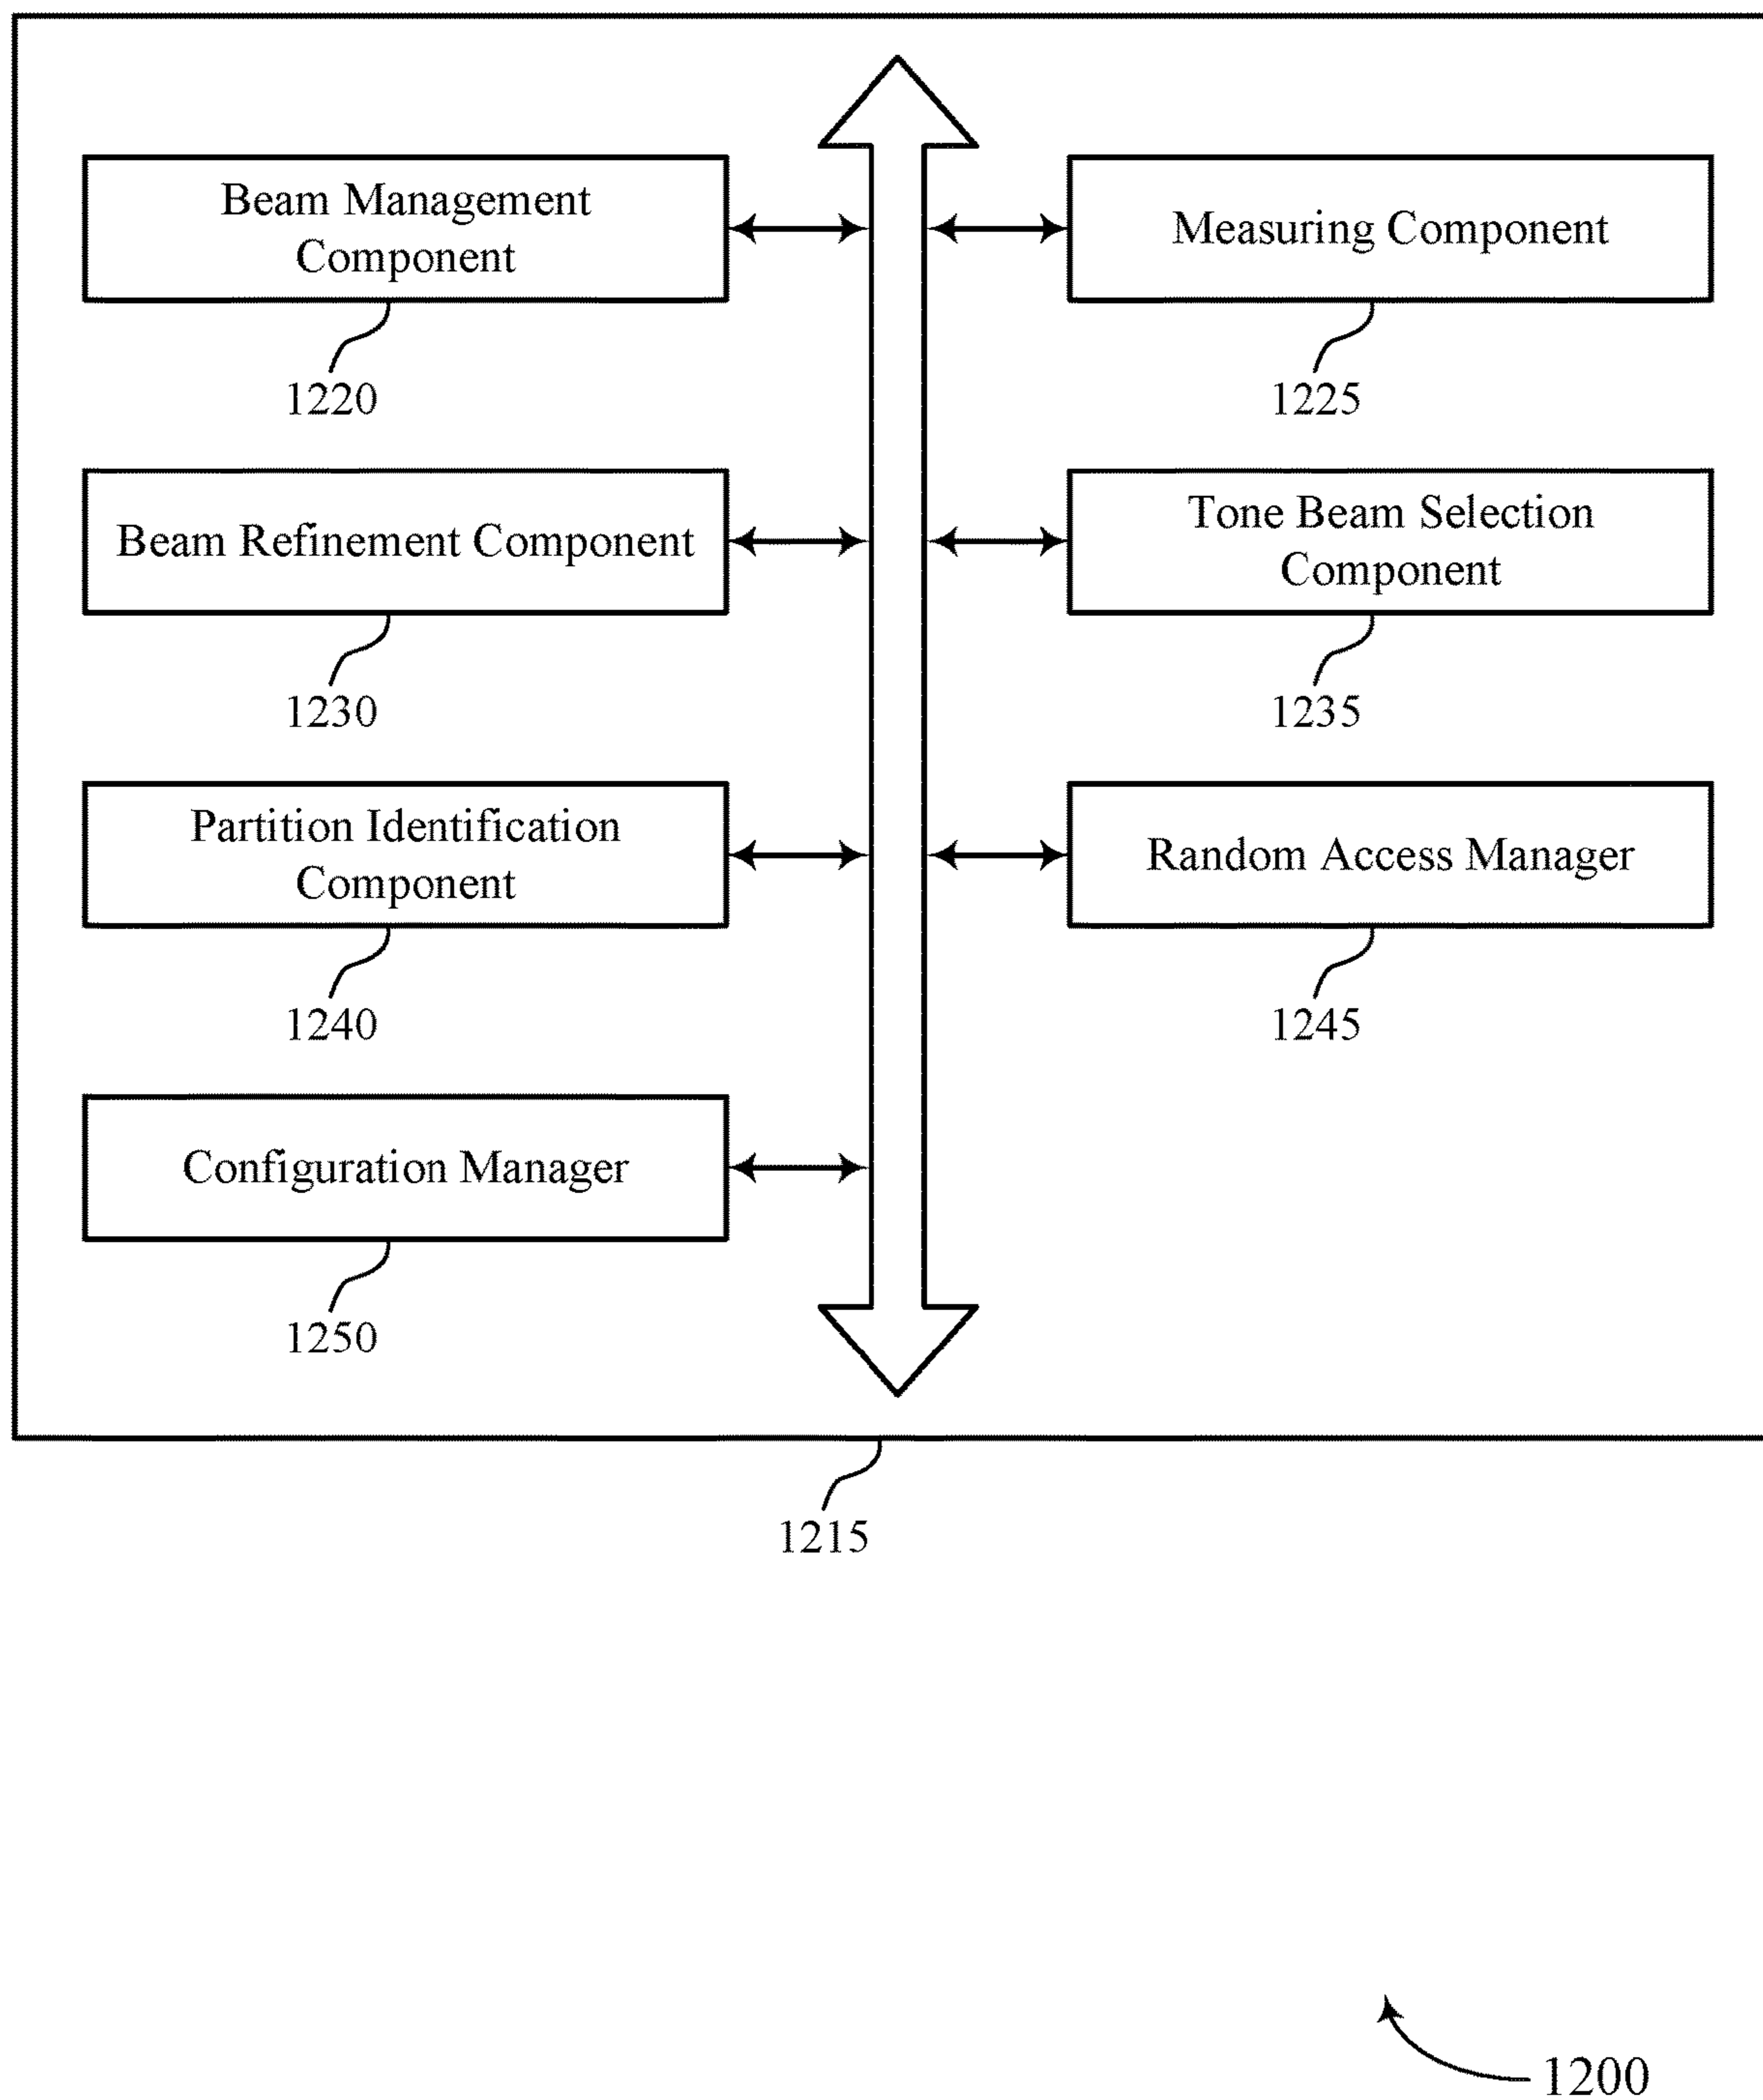 Beam Management
Component
1220
Measuring Component
1225
Beam Refinement Component
1230
Tone Beam Selection
Component
1235
Partition Identification
Component
1240
Random Access Manager
1245
Configuration Manager
1250
1215
1200